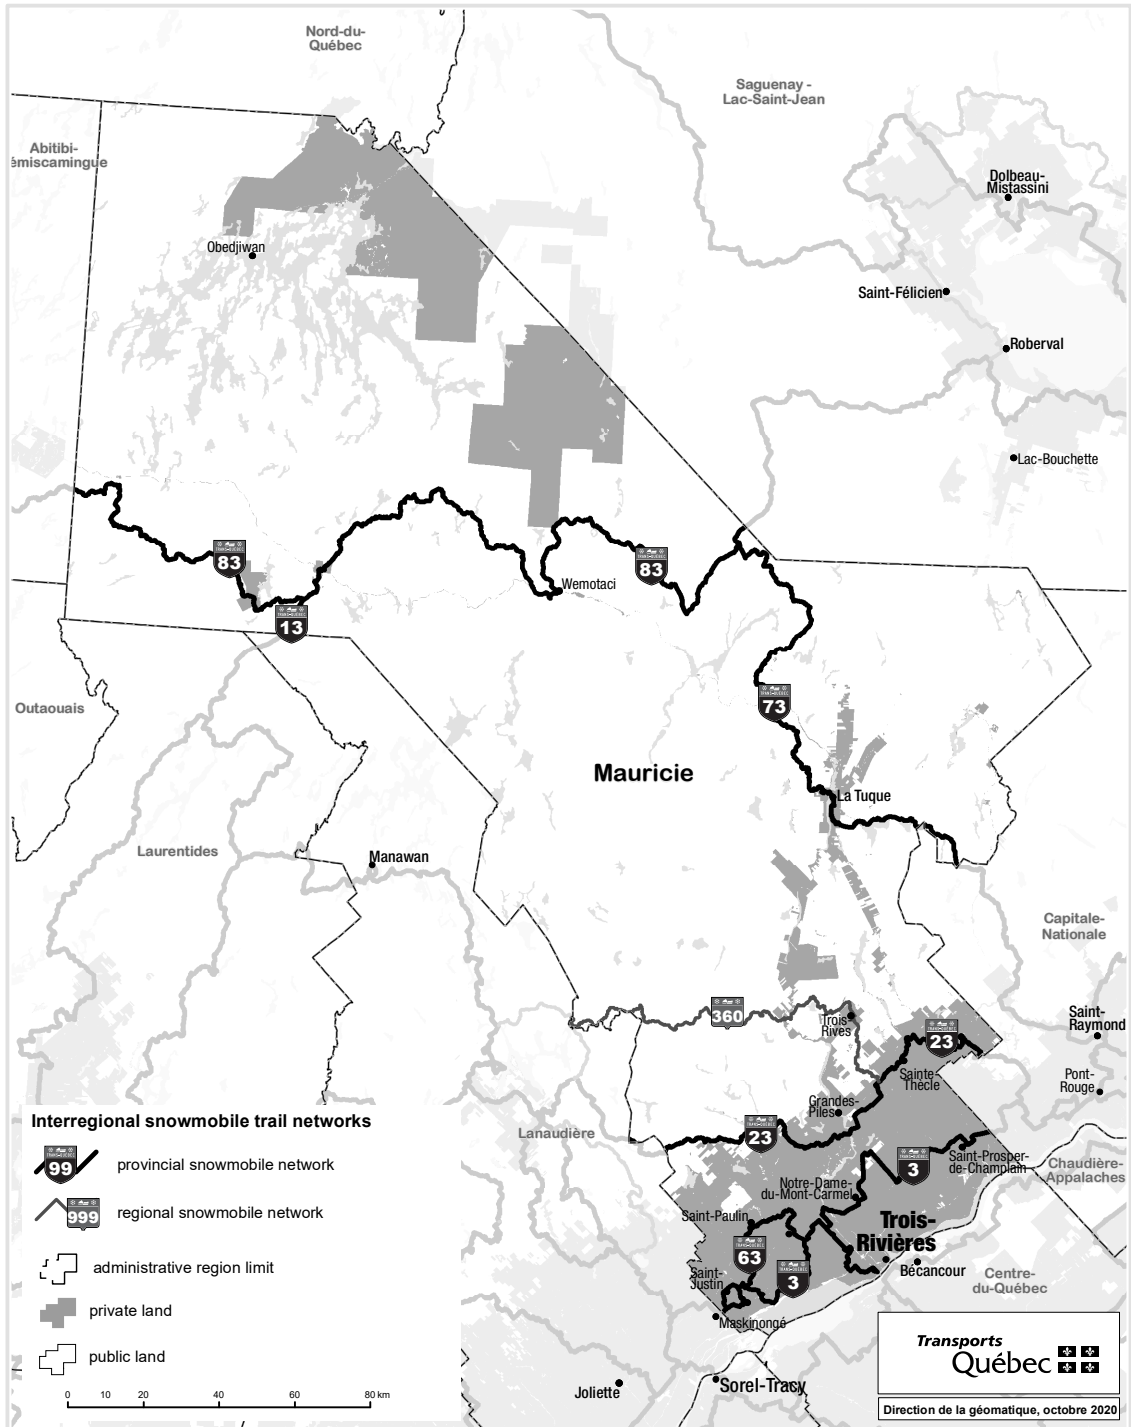 Nord-du-
Québec
Saguenay -
Lac-Saint-Jean
Abitibi-
émiscamingue
Dolbeau-
Mistassini
Obedjiwan
Saint-Félicien
Roberval
Lac-Bouchette
83
83
Wemotaci
13
Outaouais
73
Mauricie
La Tuque
Laurentides
Manawan
Capitale-
Nationale
360
Trois-
Rives
Saint-
Raymond
23
Sainte-
Thècle
Pont-
Rouge
Grandes-
Piles
Lanaudière
23
Saint-Prosper-
de-Champlain
3
Chaudière-
Appalaches
Notre-Dame-
du-Mont-Carmel
Saint-Paulin
Trois-
Rivières
63
Saint-
Justin
3
Bécancour
Centre-
du-Québec
Maskinongé
Joliette
Sorel-Tracy
Interregional snowmobile trail networks
99 provincial snowmobile network
999 regional snowmobile network
administrative region limit
private land
public land
0 10 20 40 60 80 km
Transports
Québec
Direction de la géomatique, octobre 2020